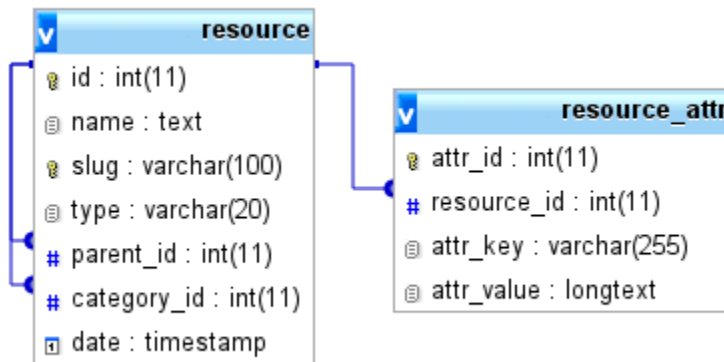 v resource
id : int(11)
name : text
slug : varchar(100)
type : varchar(20)
# parent_id : int(11)
# category_id : int(11)
date : timestamp
v resource_attr
attr_id : int(11)
# resource_id : int(11)
attr_key : varchar(255)
attr_value : longtext